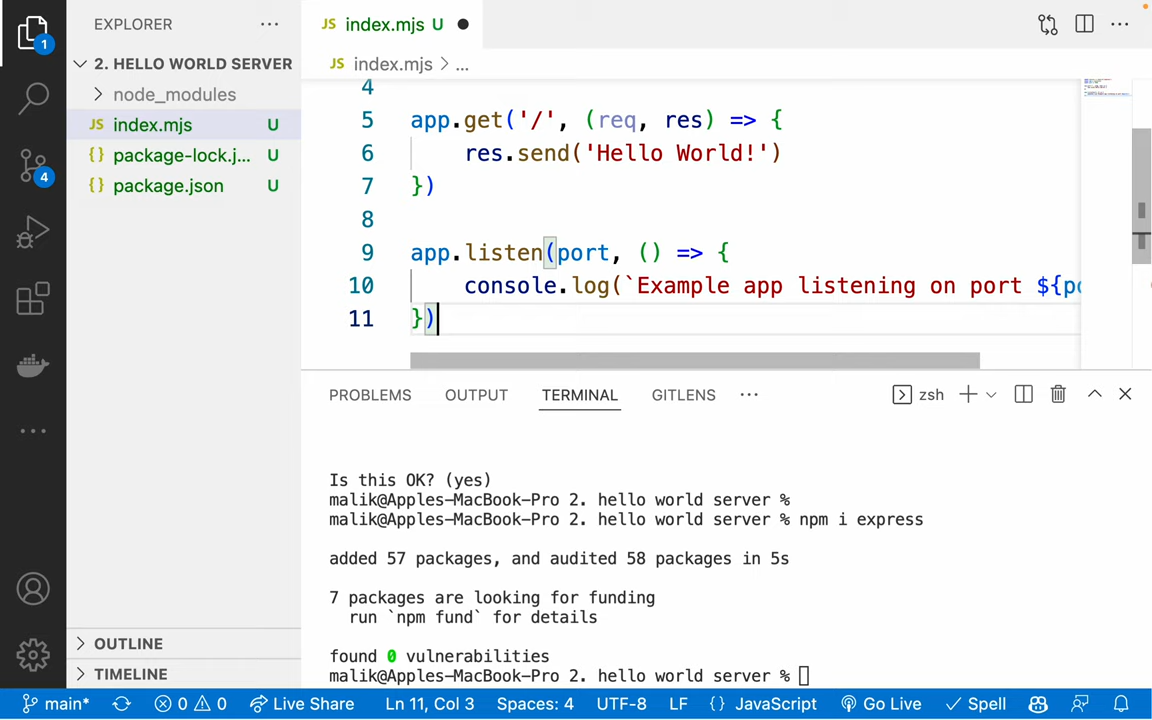 EXPLORER
1
2. HELLO WORLD SERVER
node_modules
JS index.mjs U
{} package-lock.j... U
{} package.json U
4
OUTLINE
TIMELINE
JS index.mjs U
JS index.mjs > ...
4
5 app.get('/', (req, res) => {
6 res.send('Hello World!')
7 })
8
9 app.listen(port, () => {
10 console.log(`Example app listening on port ${po
11 })
PROBLEMS OUTPUT TERMINAL GITLENS ... zsh
Is this OK? (yes)
malik@Apples-MacBook-Pro 2. hello world server %
malik@Apples-MacBook-Pro 2. hello world server % npm i express
added 57 packages, and audited 58 packages in 5s
7 packages are looking for funding
run `npm fund` for details
found 0 vulnerabilities
malik@Apples-MacBook-Pro 2. hello world server %
main* 0 0 Live Share Ln 11, Col 3 Spaces: 4 UTF-8 LF {} JavaScript Go Live Spell